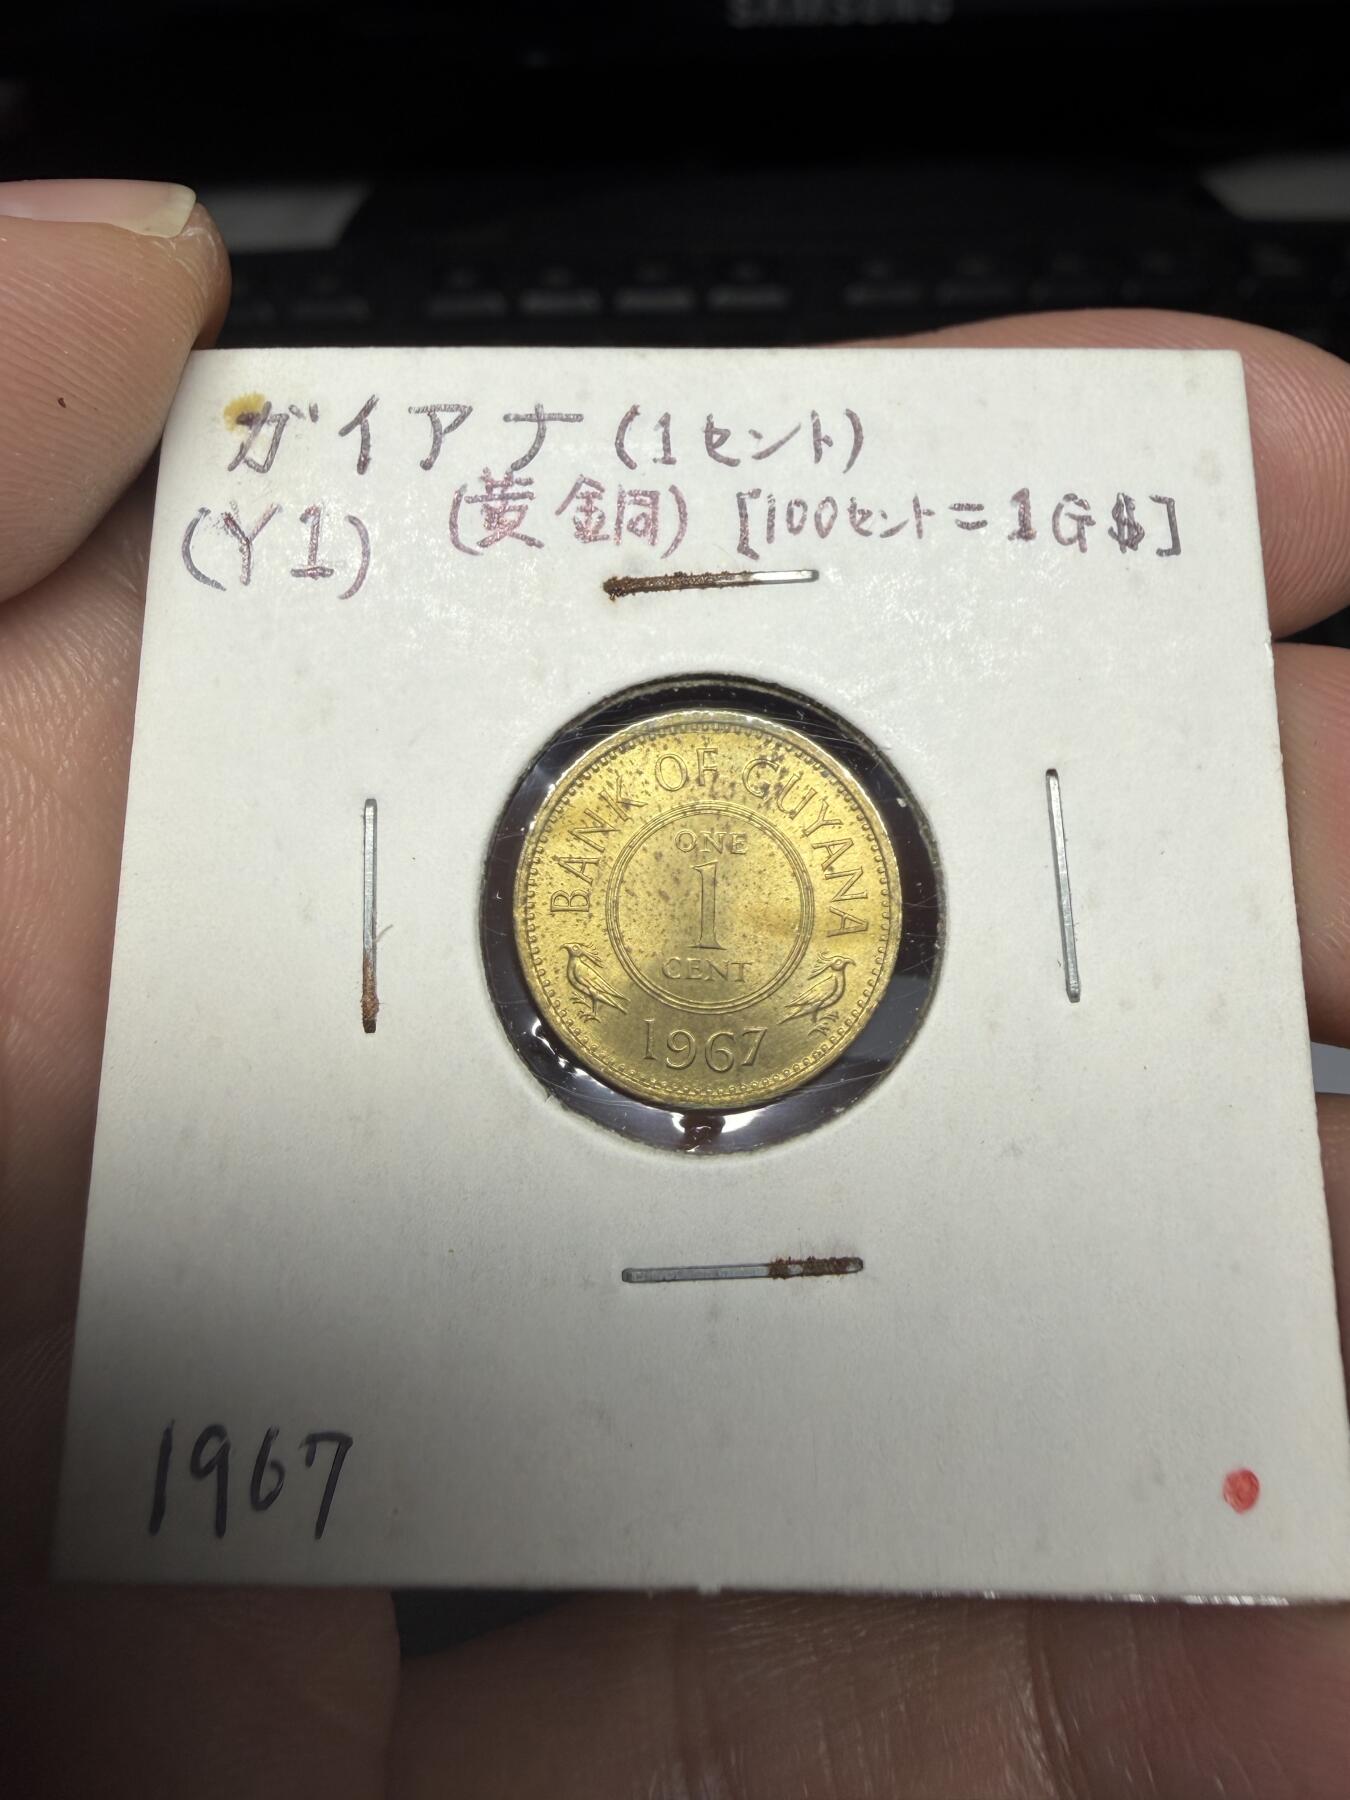 SAMSUNG
ガイアナ (1セント)
(Y1) (黄銅) [100セント=1G$]
BANK OF GUYANA
ONE
1
CENT
1967
1967